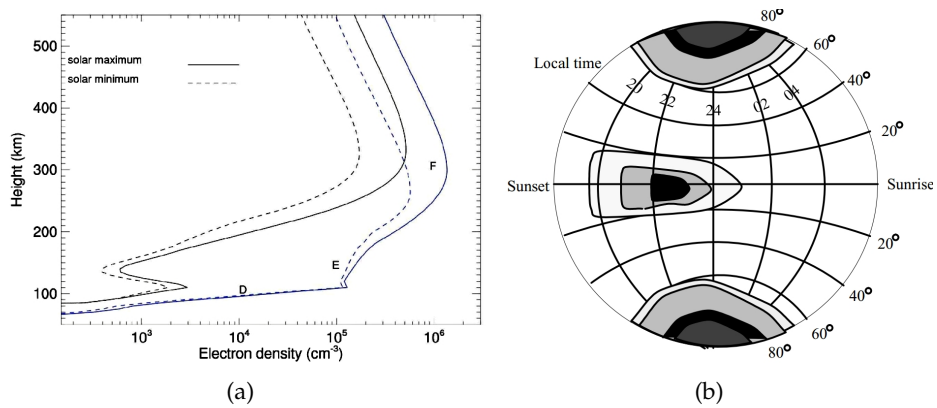 500
400
300
200
100
Height (km)
solar maximum
solar minimum
F
E
D
10³ 10⁴ 10⁵ 10⁶
Electron density (cm⁻³)
(a)
80°
60°
40°
20°
Local time
20 22 24 02 04
Sunset
Sunrise
20°
40°
60°
80°
(b)